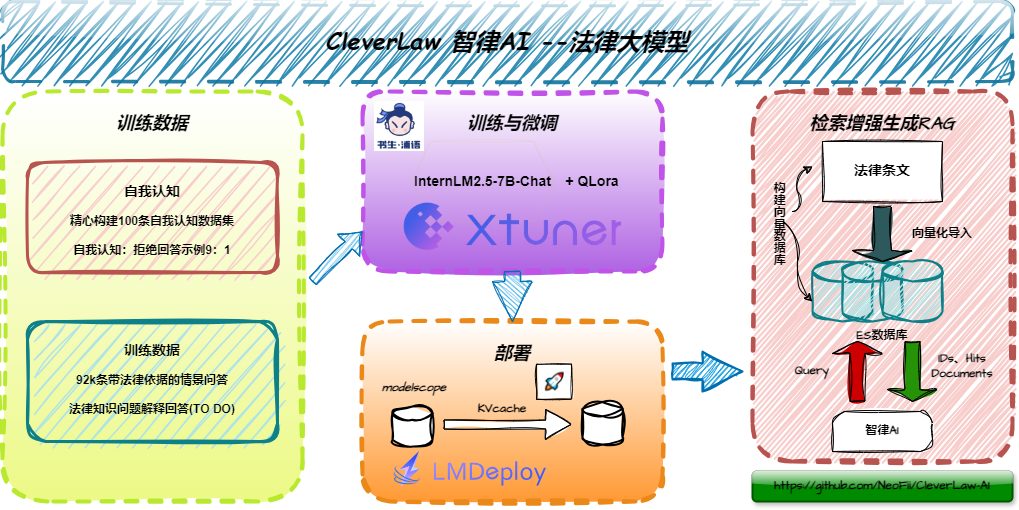 CleverLaw 智律AI --法律大模型
训练数据
自我认知
精心构建100条自我认知数据集
自我认知：拒绝回答示例9：1
训练数据
92k条带法律依据的情景问答
法律知识问题解释回答(TO DO)
书生·浦语
训练与微调
InternLM2.5-7B-Chat + QLora
Xtuner
部署
modelscope
KVcache
LMDeploy
检索增强生成RAG
法律条文
构建向量数据库
向量化导入
ES数据库
Query
IDs、Hits
Documents
智律AI
https://github.com/NeoFii/CleverLaw-Ai